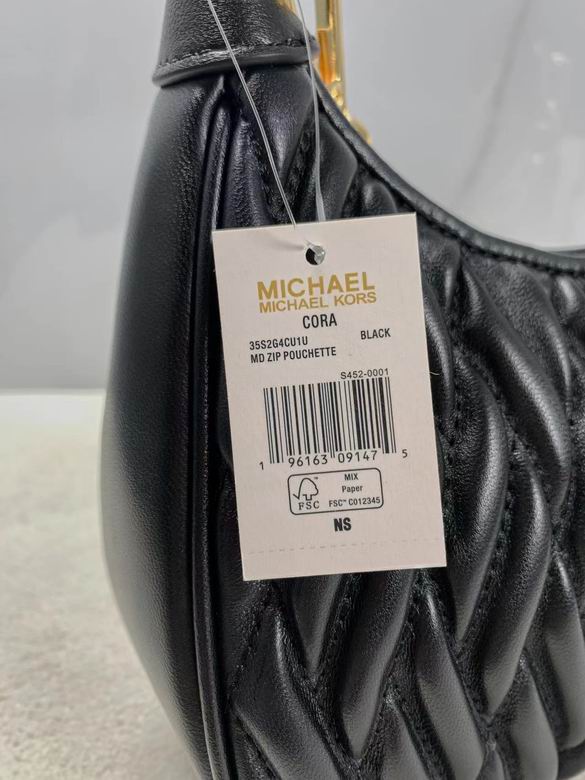 MICHAEL
MICHAEL KORS
CORA
35S2G4CU1U BLACK
MD ZIP POUCHETTE
S452-0001
1 96163 09147 5
FSC
MIX
Paper
FSC™ C012345
NS